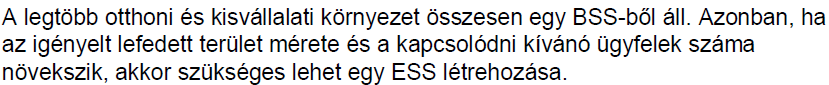 A legtöbb otthoni és kisvállalati környezet összesen egy BSS-ből áll. Azonban, ha
az igényelt lefedett terület mérete és a kapcsolódni kívánó ügyfelek száma
növekszik, akkor szükséges lehet egy ESS létrehozása.